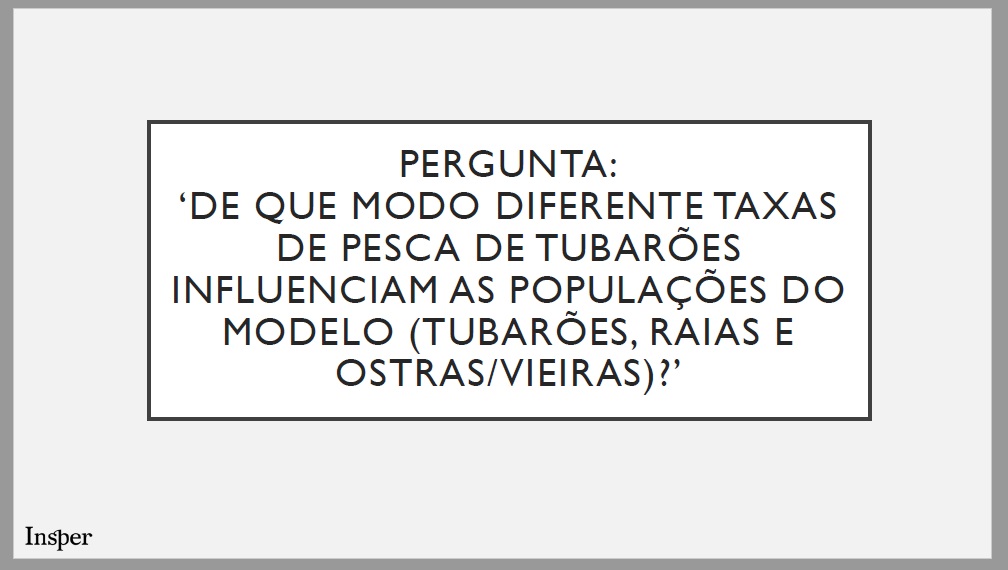 PERGUNTA:
‘DE QUE MODO DIFERENTE TAXAS
DE PESCA DE TUBARÕES
INFLUENCIAM AS POPULAÇÕES DO
MODELO (TUBARÕES, RAIAS E
OSTRAS/VIEIRAS)?’
Insper